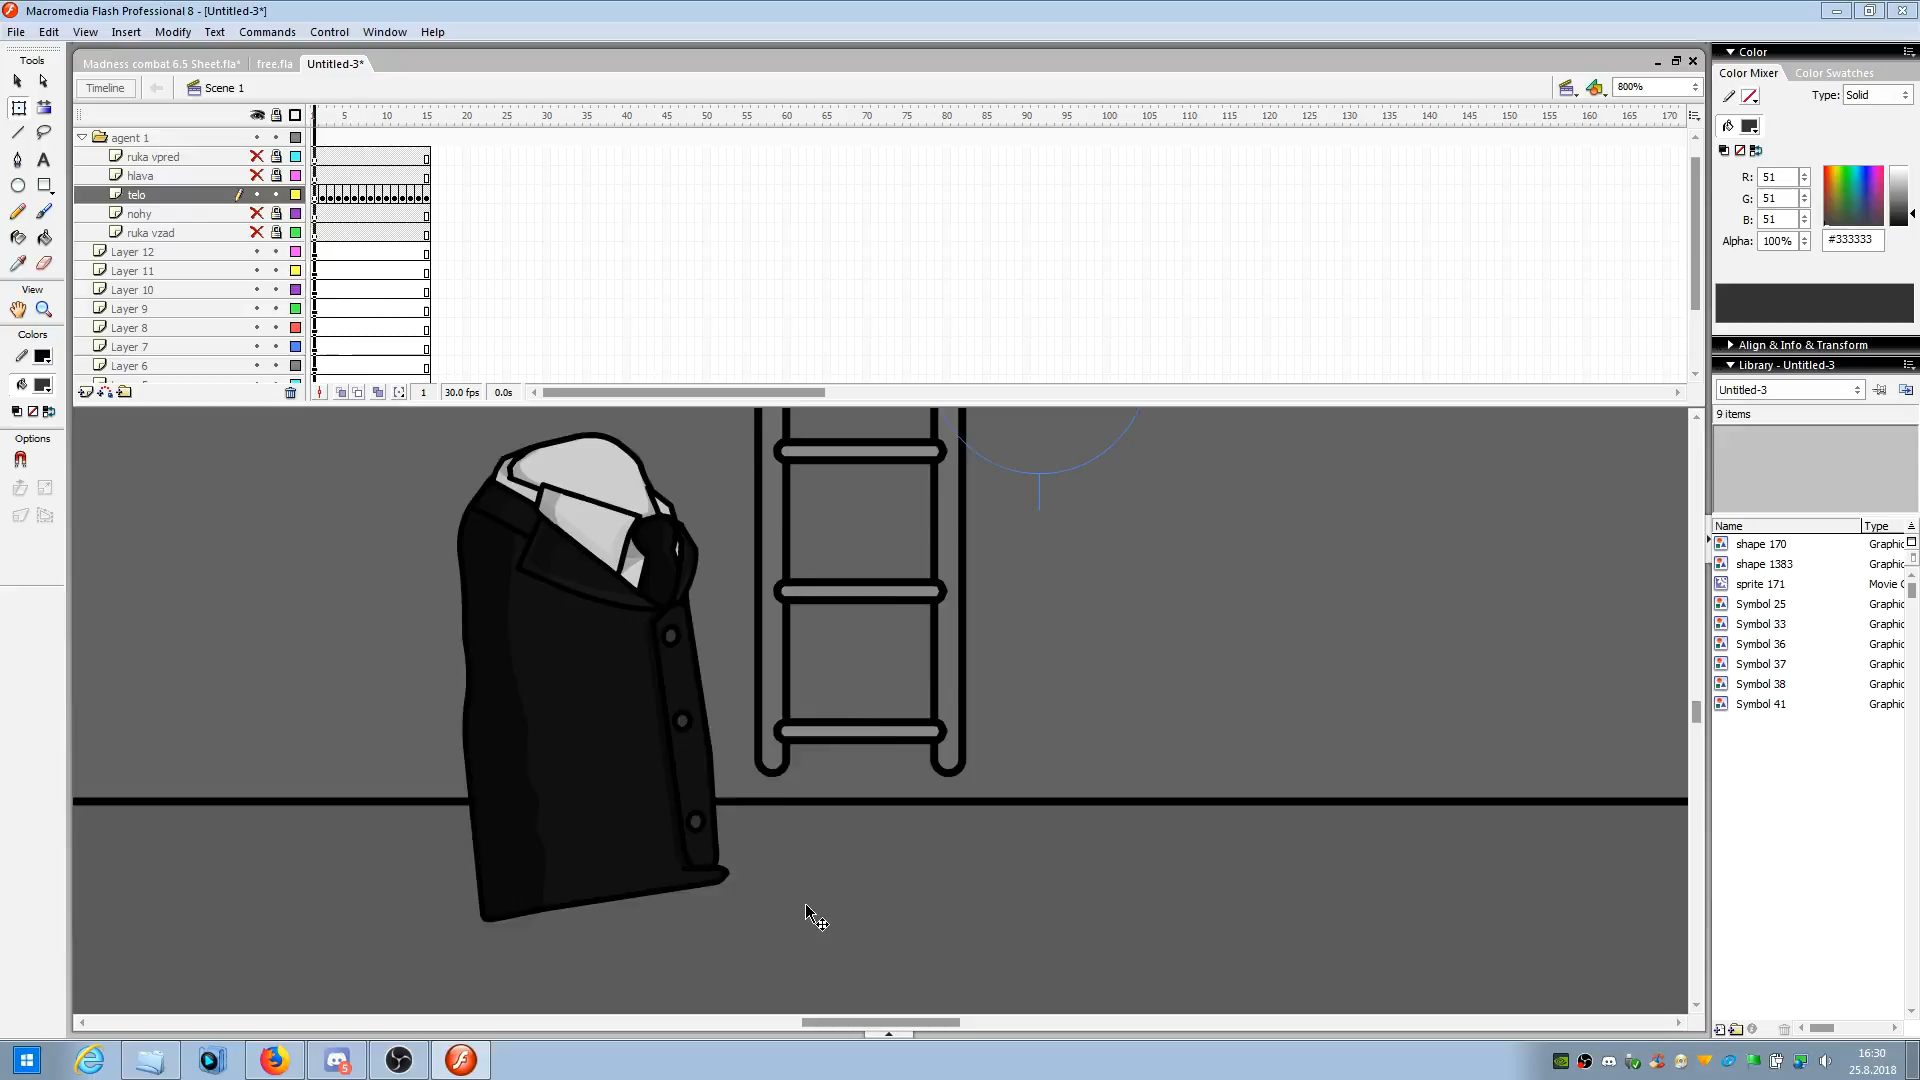 Macromedia Flash Professional 8 - [Untitled-3*]
File Edit View Insert Modify Text Commands Control Window Help
Tools
Madness combat 6.5 Sheet.fla* free.fla Untitled-3*
Timeline Scene 1 800%
5 10 15 20 25 30 35 40 45 50 55 60 65 70 75 80 85 90 95 100 105 110 115 120 125 130 135 140 145 150 155 160 165 170
agent 1
ruka vpred
hlava
telo
nohy
ruka vzad
Layer 12
Layer 11
Layer 10
Layer 9
Layer 8
Layer 7
Layer 6
1 30.0 fps 0.0s
View
Colors
Options
Color
Color Mixer Color Swatches
Type: Solid
R: 51
G: 51
B: 51
Alpha: 100% #333333
Align & Info & Transform
Library - Untitled-3
Untitled-3
9 items
Name Type
shape 170 Graphic
shape 1383 Graphic
sprite 171 Movie C
Symbol 25 Graphic
Symbol 33 Graphic
Symbol 36 Graphic
Symbol 37 Graphic
Symbol 38 Graphic
Symbol 41 Graphic
5
16:30
25.8.2018